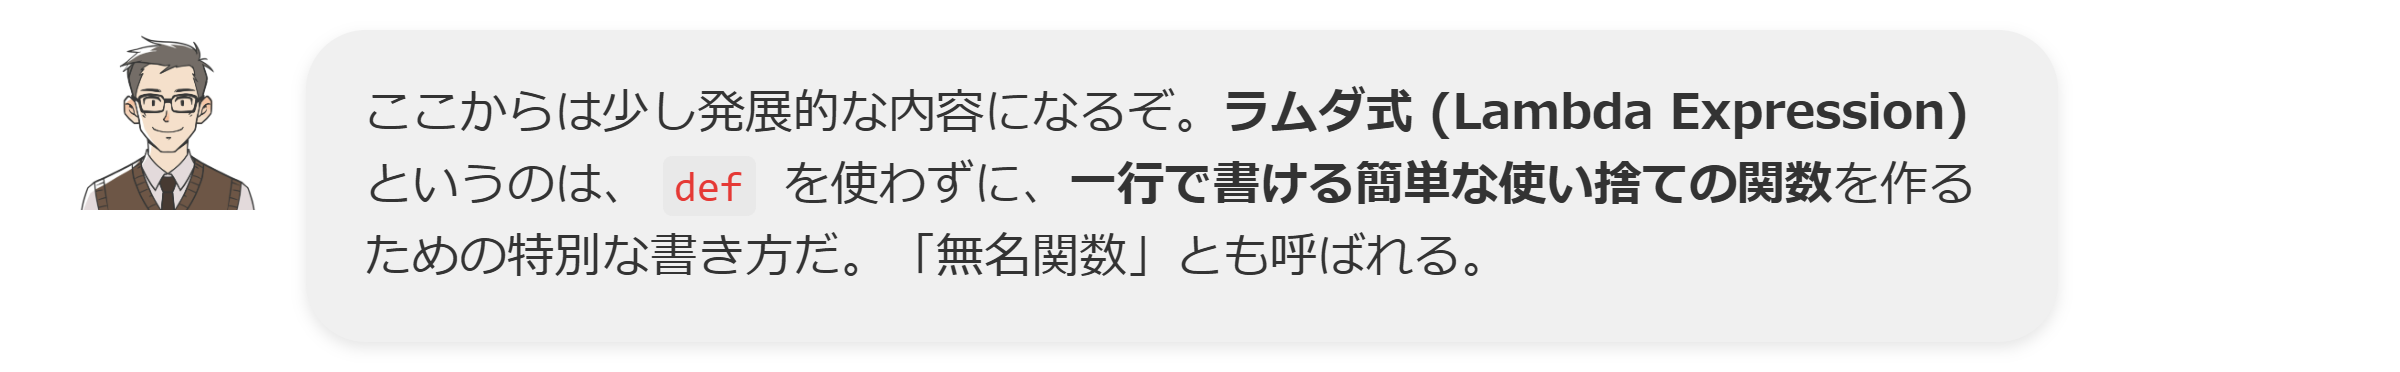 ここからは少し発展的な内容になるぞ。ラムダ式 (Lambda Expression)
というのは、 def を使わずに、一行で書ける簡単な使い捨ての関数を作る
ための特別な書き方だ。「無名関数」とも呼ばれる。